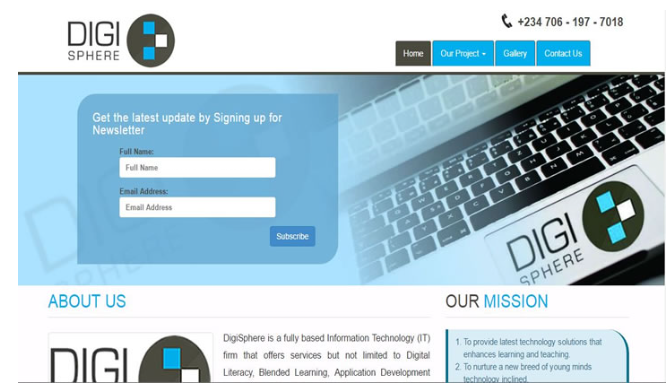 DIGI
SPHERE
+234 706 - 197 - 7018
Home Our Project Gallery Contact Us
Get the latest update by Signing up for
Newsletter
Full Name:
Full Name
Email Address:
Email Address
Subscribe
DIGI
SPHERE
DIGI
SPHERE
ABOUT US
OUR MISSION
DIGI
DigiSphere is a fully based Information Technology (IT)
firm that offers services but not limited to Digital
Literacy, Blended Learning, Application Development
1. To provide latest technology solutions that
enhances learning and teaching.
2. To nurture a new breed of young minds
technology inclined.